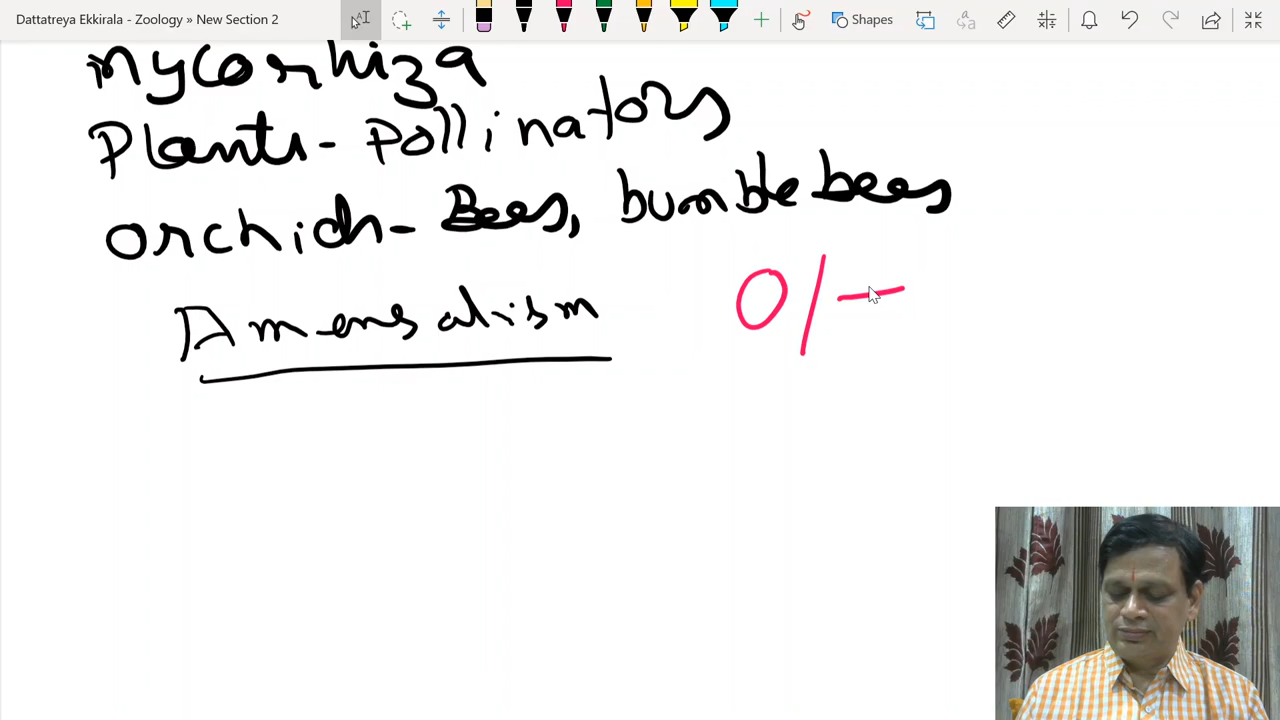 Dattatreya Ekkirala - Zoology » New Section 2
Shapes
mycorrhiza
Plants- Pollinators
orchid- Bees, bumble bees
Amensalism 0/-